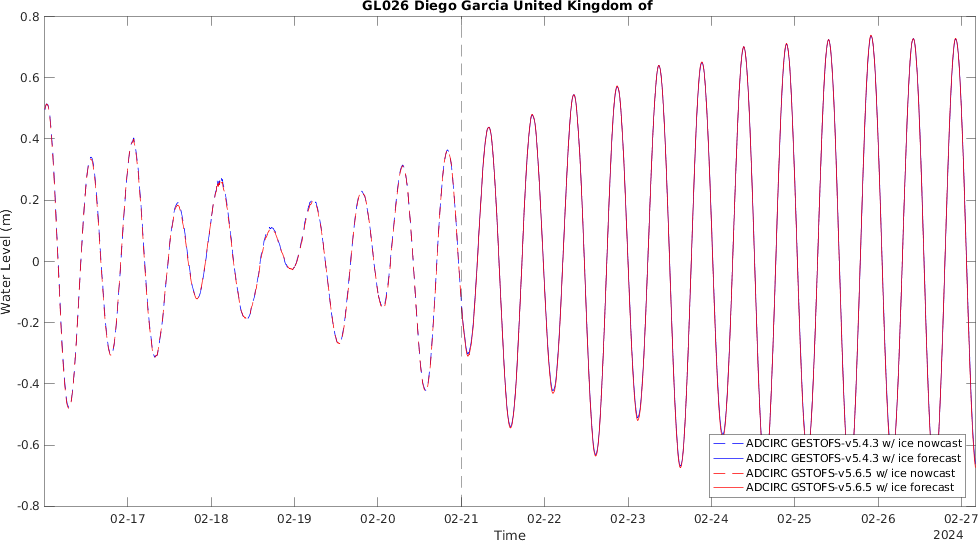 GL026 Diego Garcia United Kingdom of
0.8
0.6
0.4
0.2
0
-0.2
-0.4
-0.6
-0.8
Water Level (m)
ADCIRC GESTOFS-v5.4.3 w/ ice nowcast
ADCIRC GESTOFS-v5.4.3 w/ ice forecast
ADCIRC GSTOFS-v5.6.5 w/ ice nowcast
ADCIRC GSTOFS-v5.6.5 w/ ice forecast
02-17 02-18 02-19 02-20 02-21 02-22 02-23 02-24 02-25 02-26 02-27
Time
2024